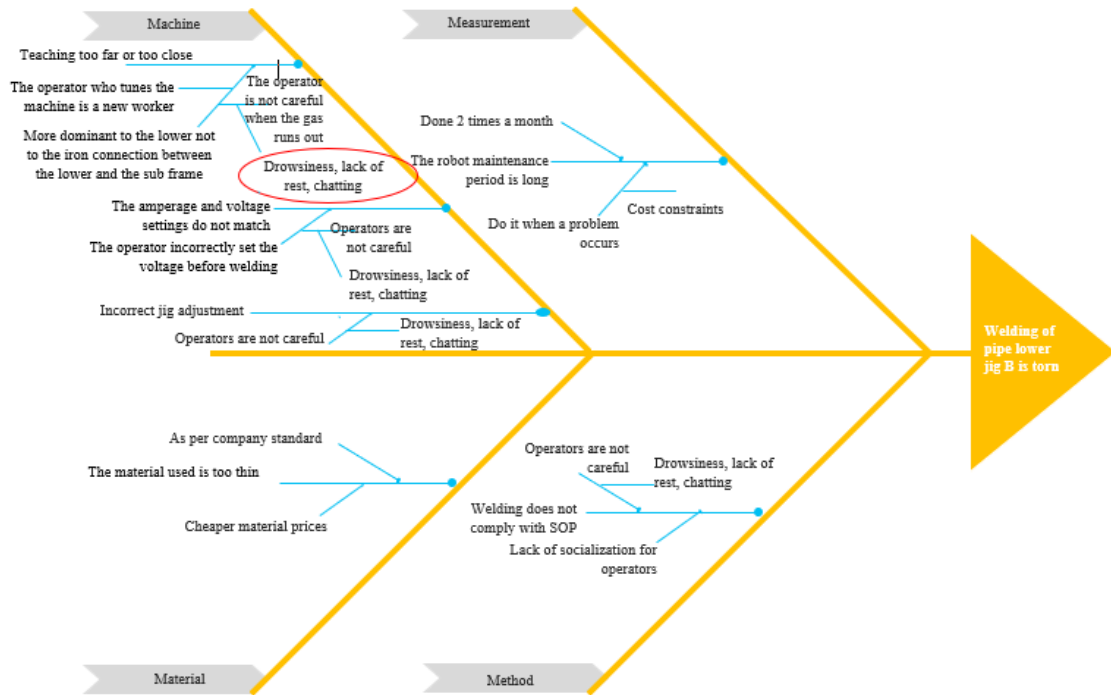 Machine
Measurement
Teaching too far or too close
The operator who tunes the
machine is a new worker
The operator
is not careful
when the gas
runs out
More dominant to the lower not
to the iron connection between
the lower and the sub frame
Drowsiness, lack of
rest, chatting
The amperage and voltage
settings do not match
The operator incorrectly set the
voltage before welding
Operators are
not careful
Drowsiness, lack of
rest, chatting
Incorrect jig adjustment
Operators are not careful
Drowsiness, lack of
rest, chatting
Done 2 times a month
The robot maintenance
period is long
Cost constraints
Do it when a problem
occurs
Welding of
pipe lower
jig B is torn
As per company standard
The material used is too thin
Cheaper material prices
Operators are not
careful
Drowsiness, lack of
rest, chatting
Welding does not
comply with SOP
Lack of socialization for
operators
Material
Method